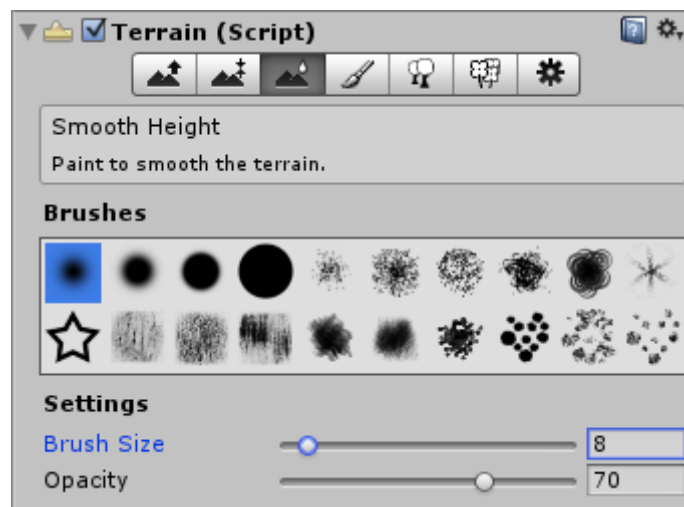 Terrain (Script)
Smooth Height
Paint to smooth the terrain.
Brushes
Settings
Brush Size 8
Opacity 70